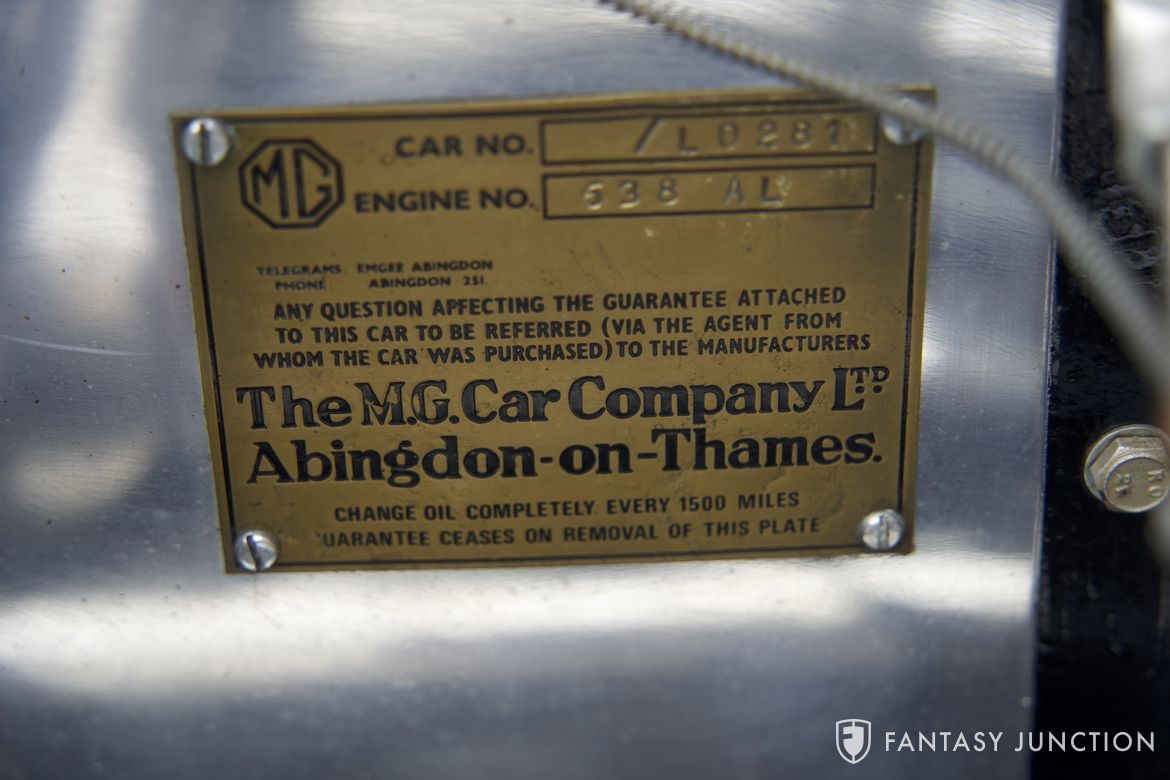 MG
CAR NO. /L0281
ENGINE NO. 638 AL
TELEGRAMS: EMGEE ABINGDON
PHONE: ABINGDON 251
ANY QUESTION AFFECTING THE GUARANTEE ATTACHED
TO THIS CAR TO BE REFERRED (VIA THE AGENT FROM
WHOM THE CAR WAS PURCHASED) TO THE MANUFACTURERS
The M.G. Car Company LTD
Abingdon-on-Thames.
CHANGE OIL COMPLETELY EVERY 1500 MILES
UARANTEE CEASES ON REMOVAL OF THIS PLATE
FANTASY JUNCTION